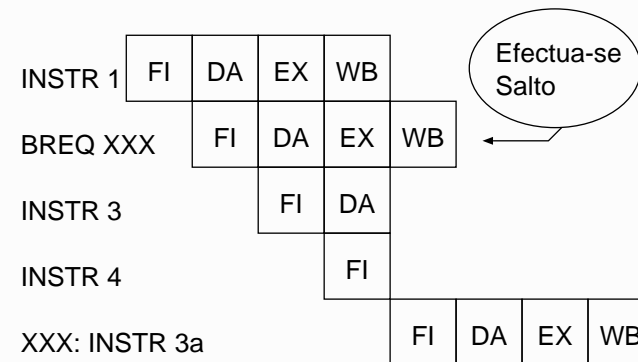 INSTR 1 FI DA EX WB
Efectua-se
Salto
BREQ XXX FI DA EX WB
INSTR 3 FI DA
INSTR 4 FI
XXX: INSTR 3a FI DA EX WB